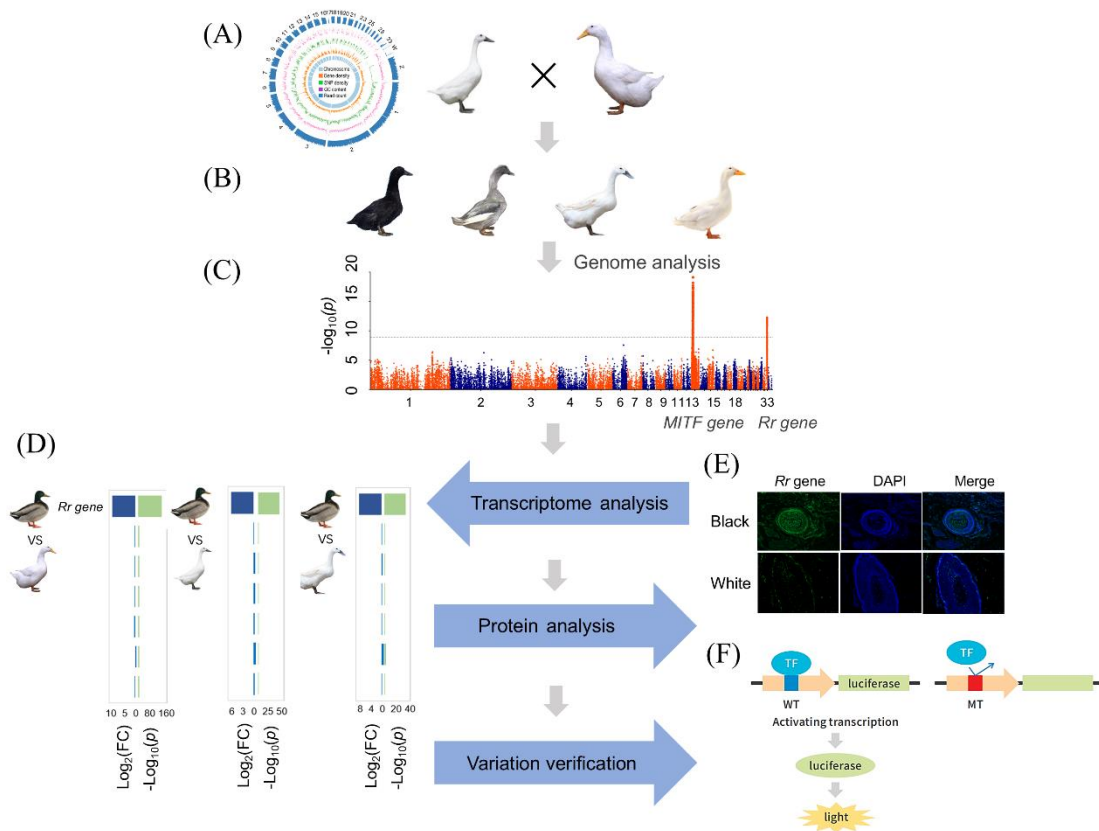 (A)
Chromosome
Gene density
SNP density
GC content
Read count
(B)
(C)
Genome analysis
-log10(p)
20
15
10
5
0
1 2 3 4 5 6 7 8 9 11 13 15 18 33
MITF gene Rr gene
(D)
Rr gene
VS VS VS
10 5 0 80 160
6 3 0 25 50
8 4 0 20 40
Log2(FC) -Log10(p)
Log2(FC) -Log10(p)
Log2(FC) -Log10(p)
Transcriptome analysis
Protein analysis
Variation verification
(E)
Rr gene DAPI Merge
Black
White
(F)
TF TF
luciferase
WT MT
Activating transcription
luciferase
light